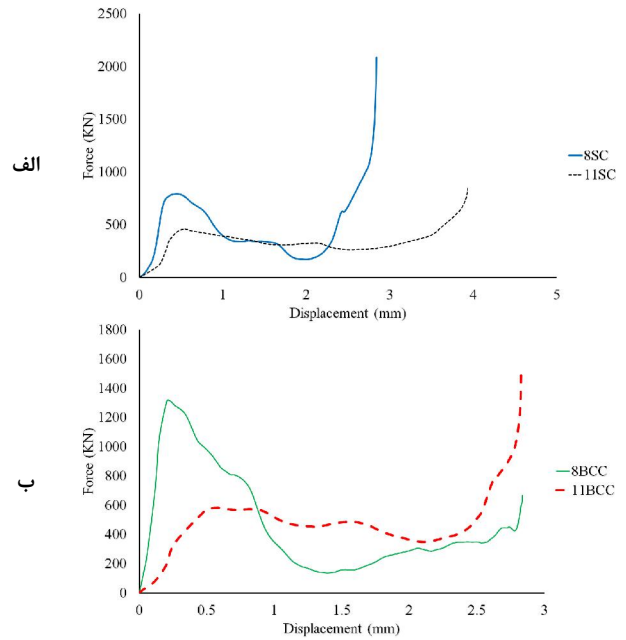 الف
Force (KN)
2500
2000
1500
1000
500
0
0 1 2 3 4 5
Displacement (mm)
8SC
11SC
ب
Force (KN)
1800
1600
1400
1200
1000
800
600
400
200
0
0 0.5 1 1.5 2 2.5 3
Displacement (mm)
8BCC
11BCC